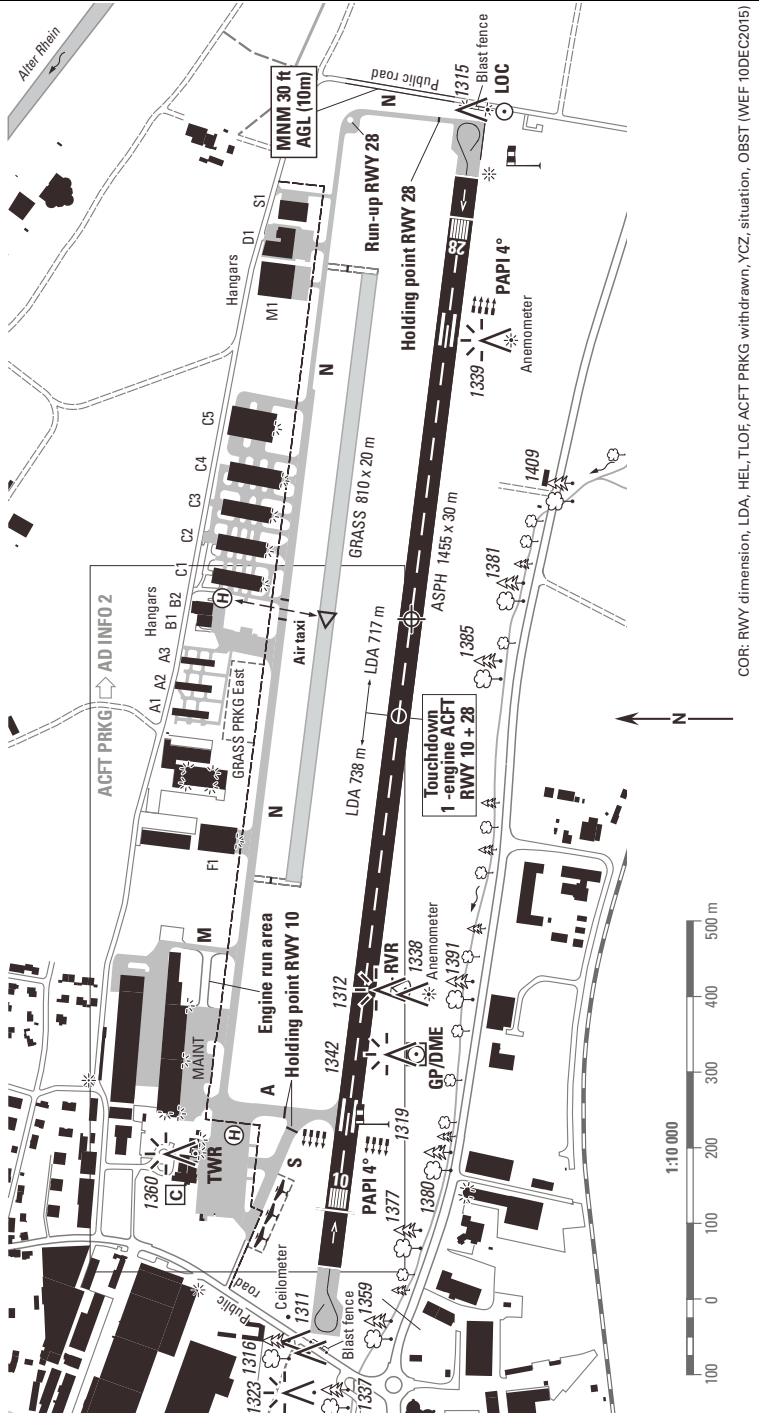 Alter Rhein
Public road
MNM 30 ft
AGL (10m)
N
1315
Blast fence
LOC
Run-up RWY 28
Holding point RWY 28
S1
D1
Hangars
M1
28
PAPI 4°
1339
Anemometer
N
C5
C4
C3
C2
C1
GRASS 810 x 20 m
ASPH 1455 x 30 m
1409
1381
1385
ACFT PRKG ⇨ AD INFO 2
Hangars
B1 B2
H
Air taxi
A1 A2 A3
GRASS PRKG East
LDA 738 m
LDA 717 m
Touchdown
1 -engine ACFT
RWY 10 + 28
N
N
F1
M
Engine run area
Holding point RWY 10
MAINT
A
1312
RVR
1338
Anemometer
1391
1342
GP/DME
1319
1360
C
TWR
H
S
10
PAPI 4°
1380
1377
Public
road
Ceilometer
1311
1316
1323
Blast fence
1359
1337
1:10 000
100 0 100 200 300 400 500 m
COR: RWY dimension, LDA, HEL, TLOF, ACFT PRKG withdrawn, YCZ, situation, OBST (WEF 10DEC2015)